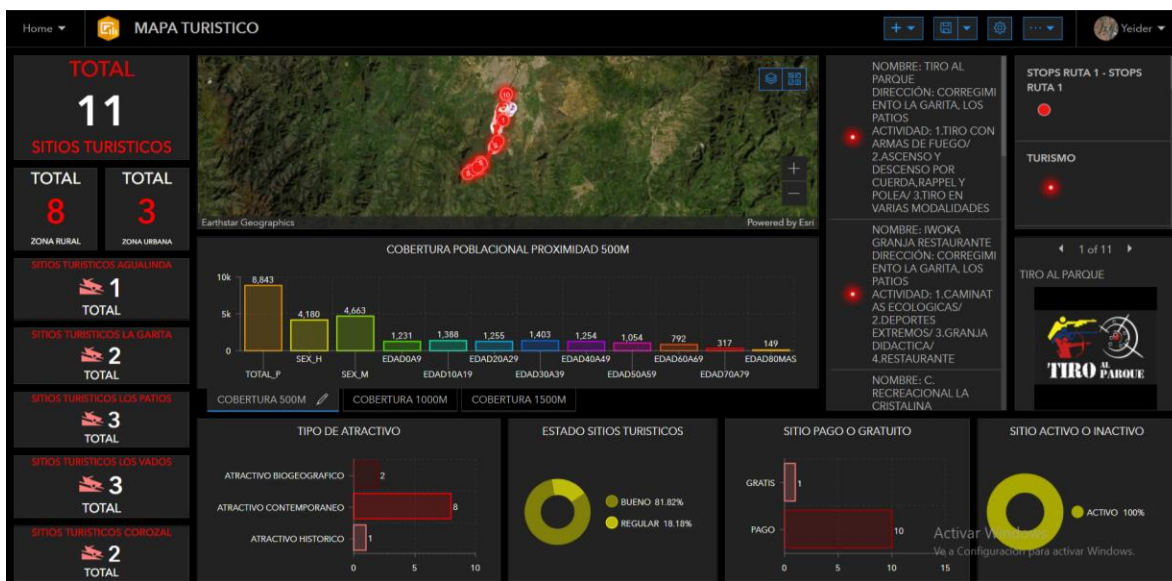 Home
MAPA TURISTICO
Yeider
TOTAL
11
SITIOS TURISTICOS
TOTAL
8
ZONA RURAL
TOTAL
3
ZONA URBANA
SITIOS TURISTICOS AGUALINDA
1
TOTAL
SITIOS TURISTICOS LA GARITA
2
TOTAL
SITIOS TURISTICOS LOS PATIOS
3
TOTAL
SITIOS TURISTICOS LOS VADOS
3
TOTAL
SITIOS TURISTICOS COROZAL
2
TOTAL
Earthstar Geographics
Powered by Esri
COBERTURA POBLACIONAL PROXIMIDAD 500M
10k
5k
0
8,843
4,180
4,663
1,231
1,388
1,255
1,403
1,254
1,054
792
317
149
TOTAL_P
SEX_H
SEX_M
EDAD0A9
EDAD10A19
EDAD20A29
EDAD30A39
EDAD40A49
EDAD50A59
EDAD60A69
EDAD70A79
EDAD80MAS
COBERTURA 500M
COBERTURA 1000M
COBERTURA 1500M
NOMBRE: TIRO AL
PARQUE
DIRECCIÓN: CORREGIMI
ENTO LA GARITA, LOS
PATIOS
ACTIVIDAD: 1.TIRO CON
ARMAS DE FUEGO/
2.ASCENSO Y
DESCENSO POR
CUERDA,RAPPEL Y
POLEA/ 3.TIRO EN
VARIAS MODALIDADES
NOMBRE: IWOKA
GRANJA RESTAURANTE
DIRECCIÓN: CORREGIMI
ENTO LA GARITA, LOS
PATIOS
ACTIVIDAD: 1.CAMINAT
AS ECOLOGICAS/
2.DEPORTES
EXTREMOS/ 3.GRANJA
DIDACTICA/
4.RESTAURANTE
NOMBRE: C.
RECREACIONAL LA
CRISTALINA
STOPS RUTA 1 - STOPS
RUTA 1
TURISMO
1 of 11
TIRO AL PARQUE
TIRO AL PARQUE
TIPO DE ATRACTIVO
ATRACTIVO BIOGEOGRAFICO
2
ATRACTIVO CONTEMPORANEO
8
ATRACTIVO HISTORICO
1
0
5
10
ESTADO SITIOS TURISTICOS
BUENO 81.82%
REGULAR 18.18%
SITIO PAGO O GRATUITO
GRATIS
1
PAGO
10
0
5
10
15
SITIO ACTIVO O INACTIVO
ACTIVO 100%
Activar Windows
Ve a Configuración para activar Windows.